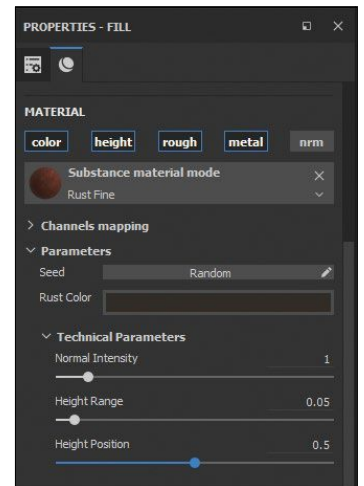 PROPERTIES - FILL
MATERIAL
color height rough metal nrm
Substance material mode
Rust Fine
Channels mapping
Parameters
Seed Random
Rust Color
Technical Parameters
Normal Intensity 1
Height Range 0.05
Height Position 0.5